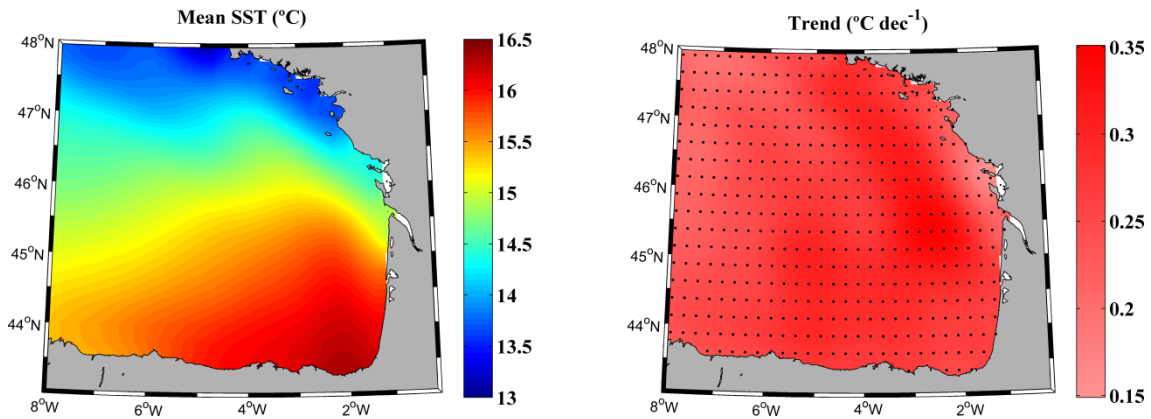 Mean SST (ºC)
48ºN
47ºN
46ºN
45ºN
44ºN
8ºW
6ºW
4ºW
2ºW
16.5
16
15.5
15
14.5
14
13.5
13
Trend (ºC dec-1)
48ºN
47ºN
46ºN
45ºN
44ºN
8ºW
6ºW
4ºW
2ºW
0.35
0.3
0.25
0.2
0.15